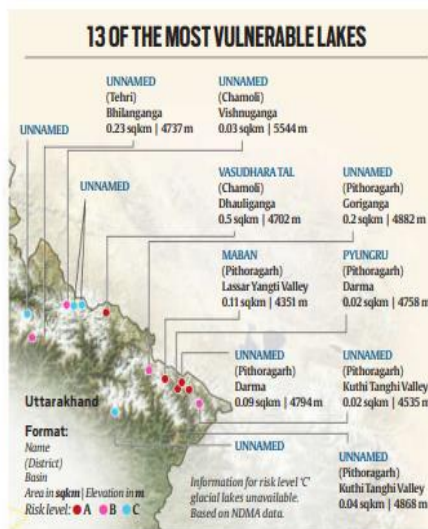 13 OF THE MOST VULNERABLE LAKES
UNNAMED
(Tehri)
Bhilanganga
0.23 sqkm | 4737 m
UNNAMED
(Chamoli)
Vishnuganga
0.03 sqkm | 5544 m
UNNAMED
UNNAMED
VASUDHARA TAL
(Chamoli)
Dhauliganga
0.5 sqkm | 4702 m
UNNAMED
(Pithoragarh)
Goriganga
0.2 sqkm | 4882 m
MABAN
(Pithoragarh)
Lassar Yangti Valley
0.11 sqkm | 4351 m
PYUNGRU
(Pithoragarh)
Darma
0.02 sqkm | 4758 m
UNNAMED
(Pithoragarh)
Darma
0.09 sqkm | 4794 m
UNNAMED
(Pithoragarh)
Kuthi Tanghi Valley
0.02 sqkm | 4535 m
UNNAMED
UNNAMED
(Pithoragarh)
Kuthi Tanghi Valley
0.04 sqkm | 4868 m
Uttarakhand
Format:
Name
(District)
Basin
Area in sqkm | Elevation in m
Risk level: A B C
Information for risk level 'C'
glacial lakes unavailable.
Based on NDMA data.